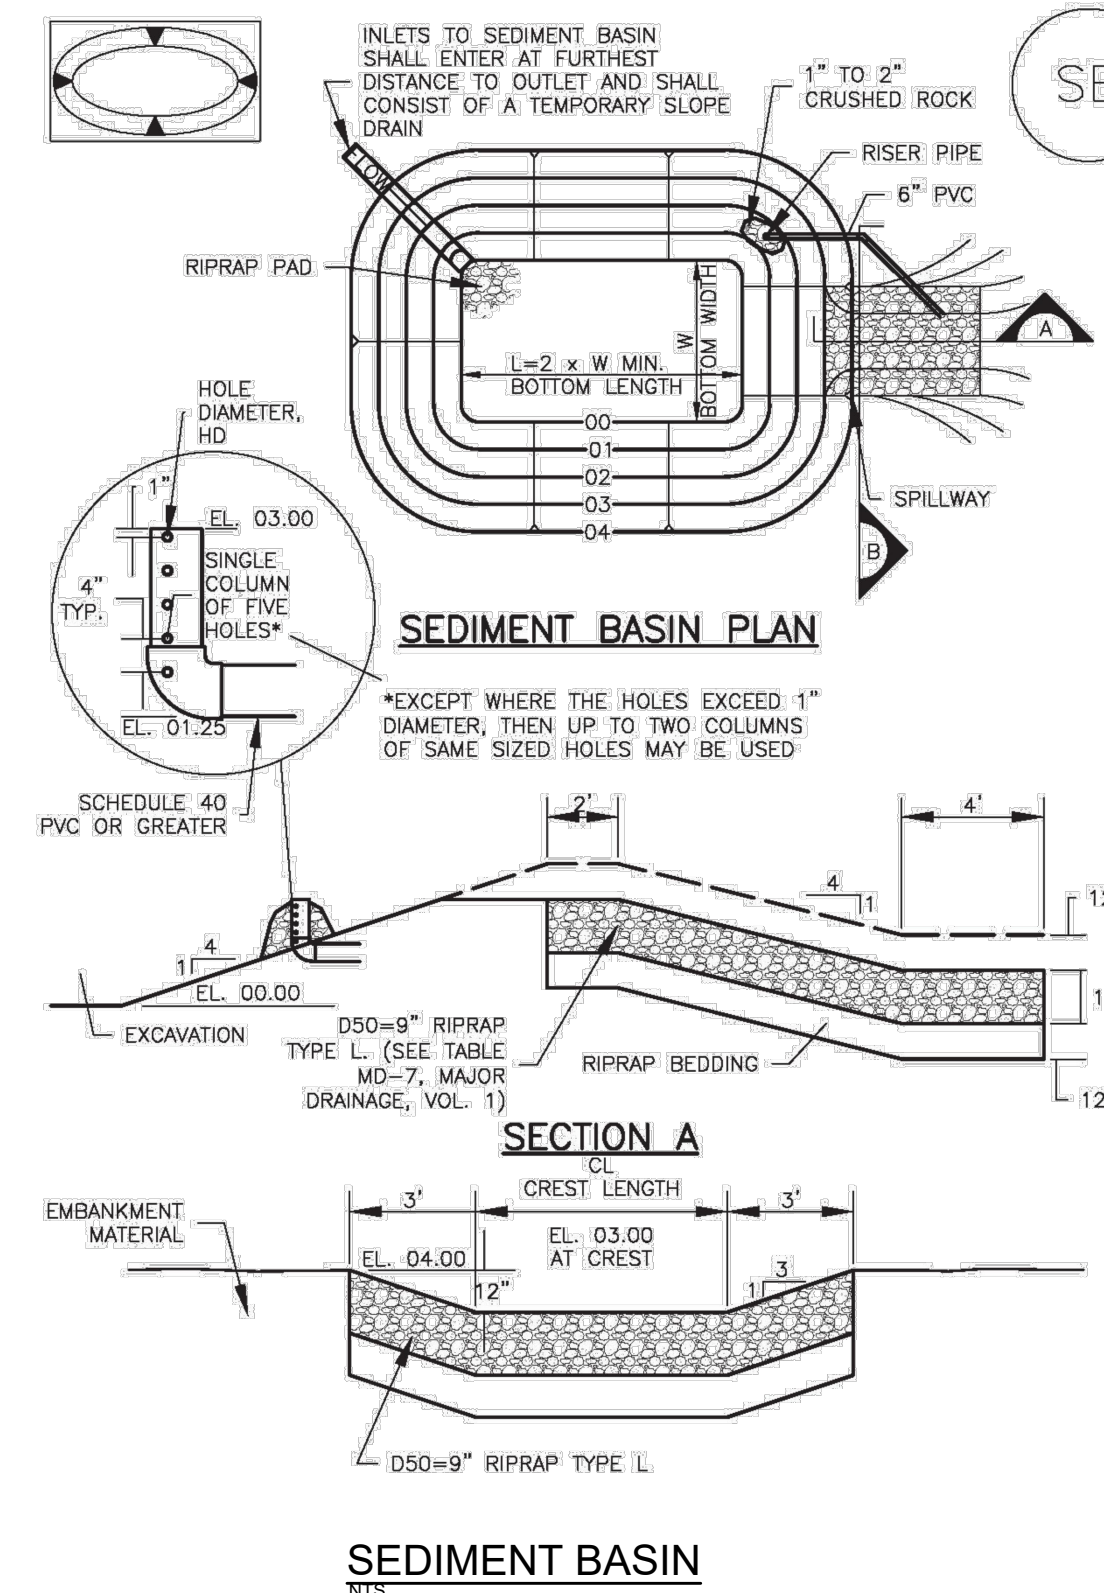 INLETS TO SEDIMENT BASIN
SHALL ENTER AT FURTHEST
DISTANCE TO OUTLET AND SHALL
CONSIST OF A TEMPORARY SLOPE
DRAIN
1" TO 2"
CRUSHED ROCK
SE
FLOW
RISER PIPE
6" PVC
RIPRAP PAD
W
BOTTOM WIDTH
A
L=2 x W MIN.
BOTTOM LENGTH
HOLE
DIAMETER,
HD
00
01
02
03
04
SPILLWAY
B
1"
EL. 03.00
SINGLE
COLUMN
OF FIVE
HOLES*
4"
TYP.
EL. 01.25
SEDIMENT BASIN PLAN
*EXCEPT WHERE THE HOLES EXCEED 1"
DIAMETER, THEN UP TO TWO COLUMNS
OF SAME SIZED HOLES MAY BE USED
SCHEDULE 40
PVC OR GREATER
2'
4'
4
1
4
1
EL. 00.00
EXCAVATION
D50=9" RIPRAP
TYPE L. (SEE TABLE
MD-7, MAJOR
DRAINAGE, VOL. 1)
RIPRAP BEDDING
1
12
SECTION A
CL
CREST LENGTH
3'
3'
EMBANKMENT
MATERIAL
EL. 04.00
EL. 03.00
AT CREST
12"
3
1
D50=9" RIPRAP TYPE L
SEDIMENT BASIN
NTS